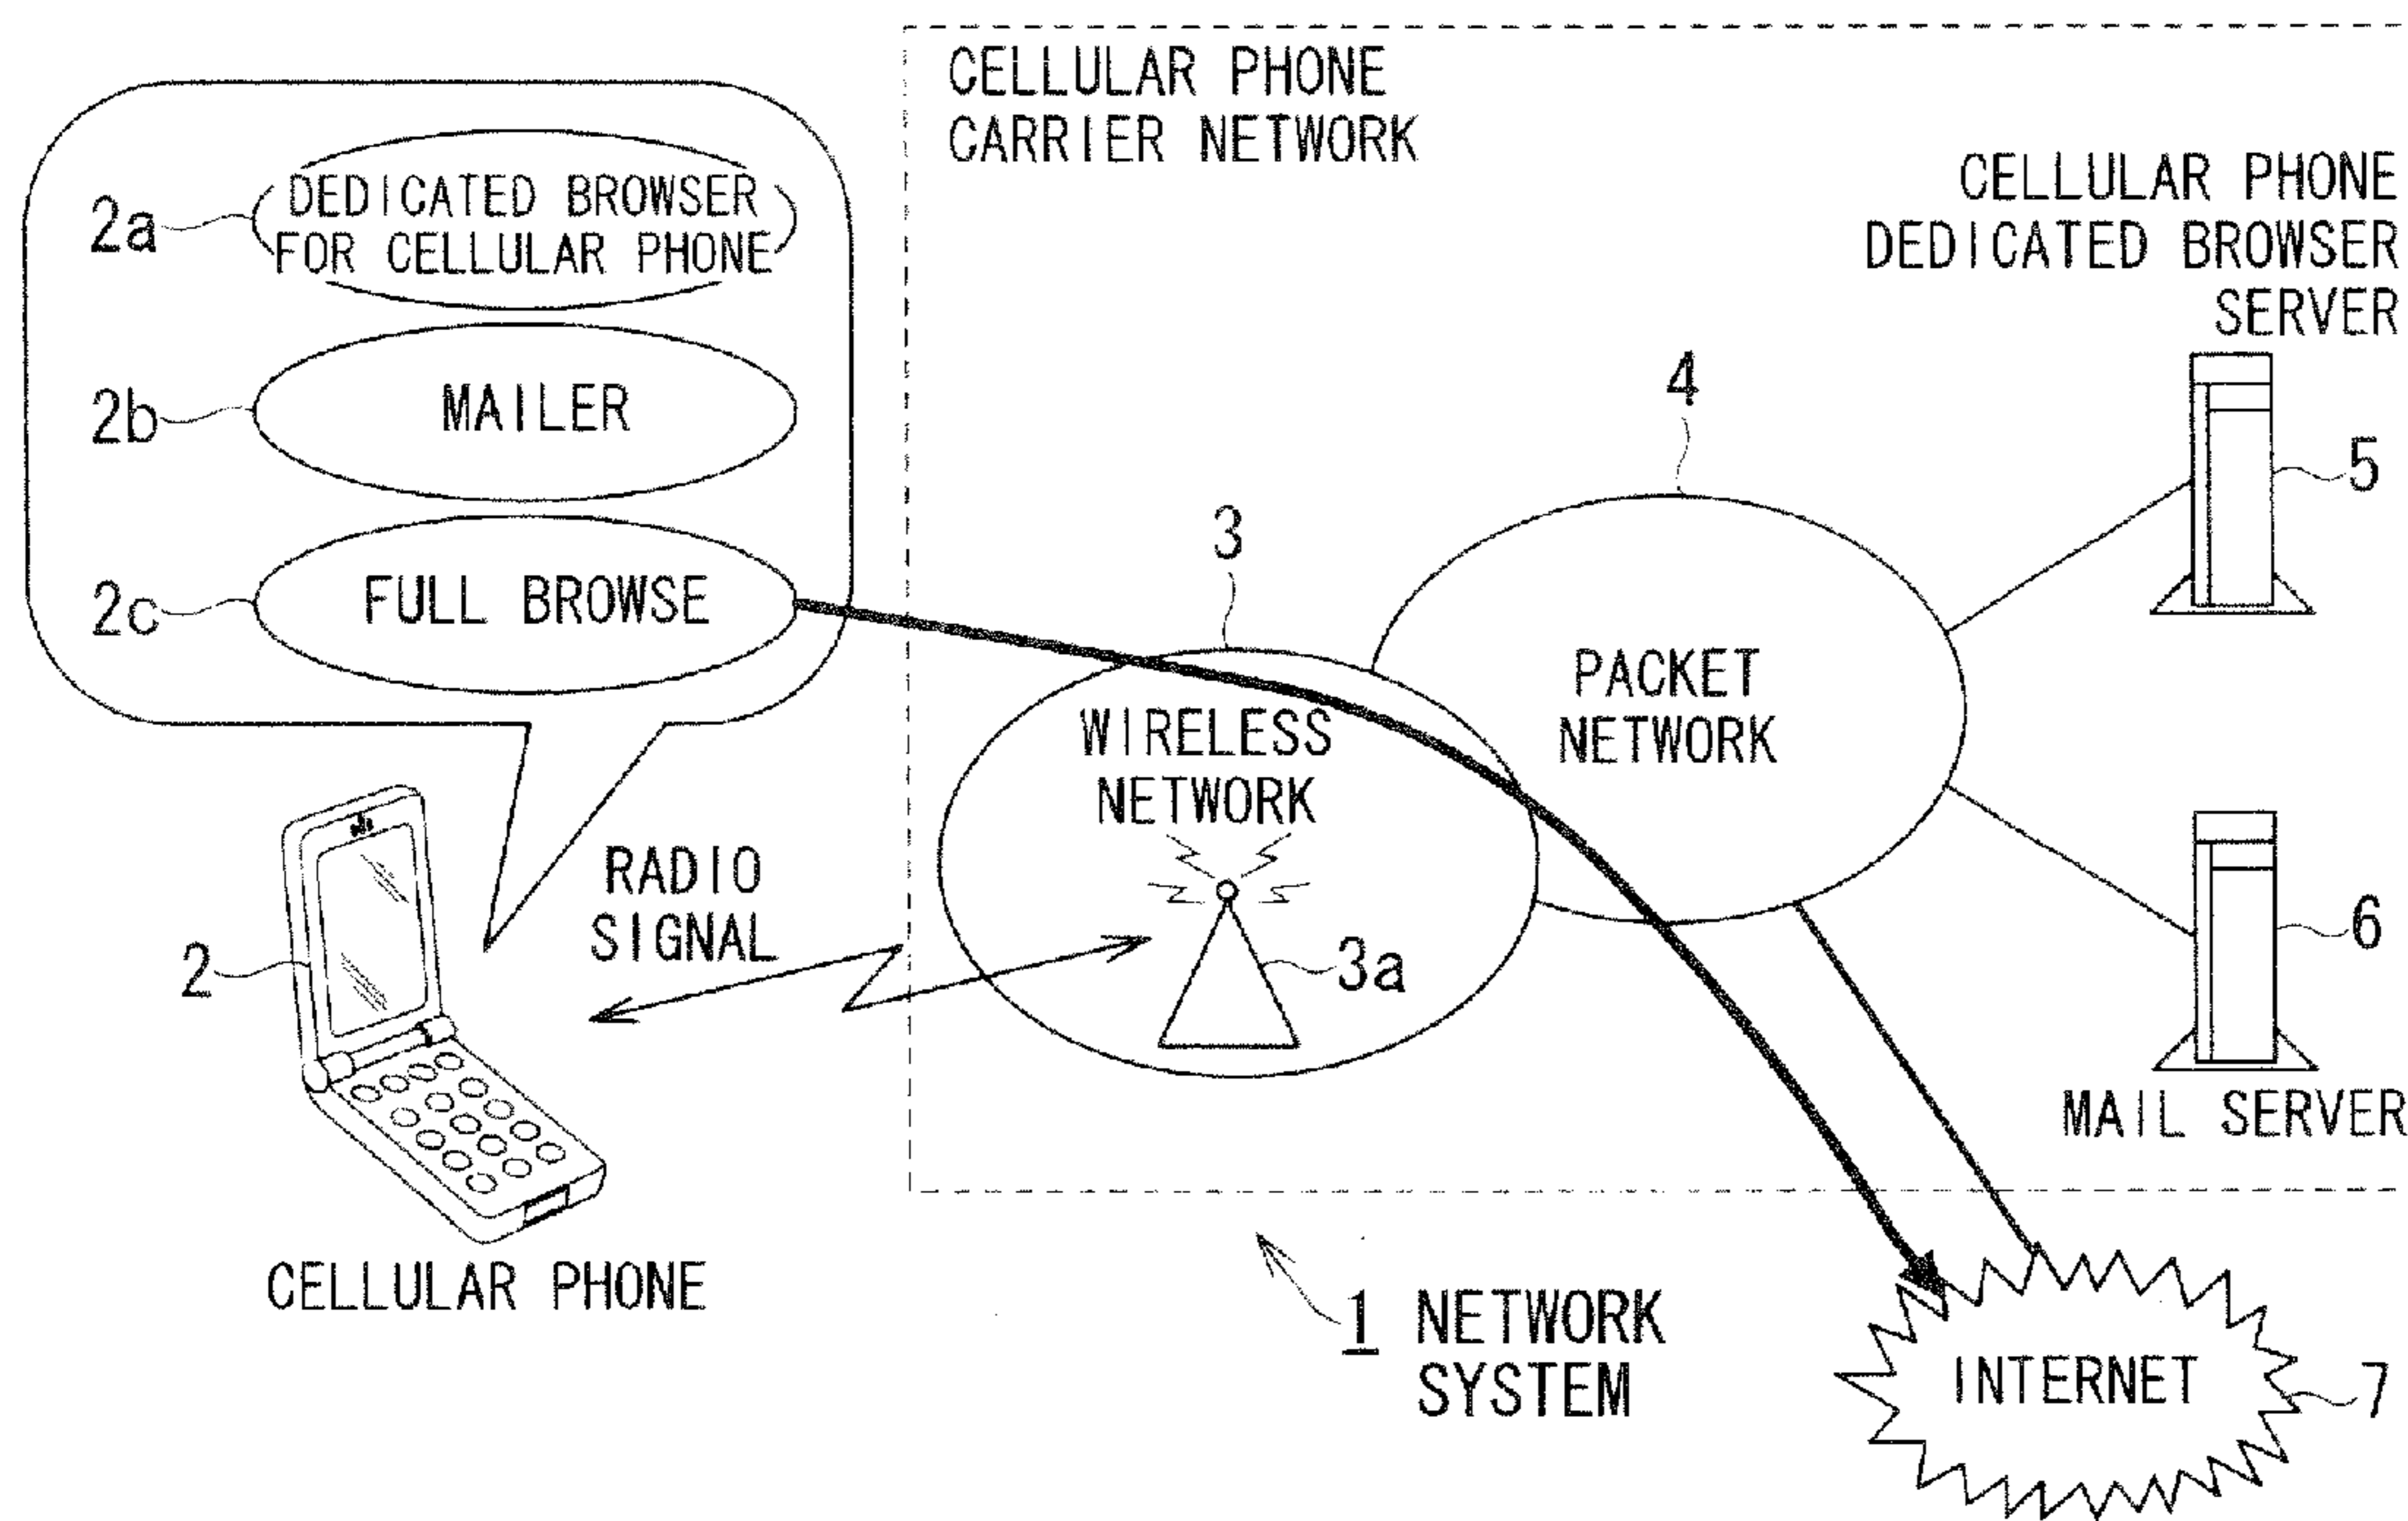 CELLULAR PHONE
CARRIER NETWORK
CELLULAR PHONE
DEDICATED BROWSER
SERVER
2a
DEDICATED BROWSER
FOR CELLULAR PHONE
2b
MAILER
2c
FULL BROWSE
3
4
5
WIRELESS
NETWORK
PACKET
NETWORK
RADIO
SIGNAL
2
3a
6
MAIL SERVER
CELLULAR PHONE
1 NETWORK
SYSTEM
INTERNET
7